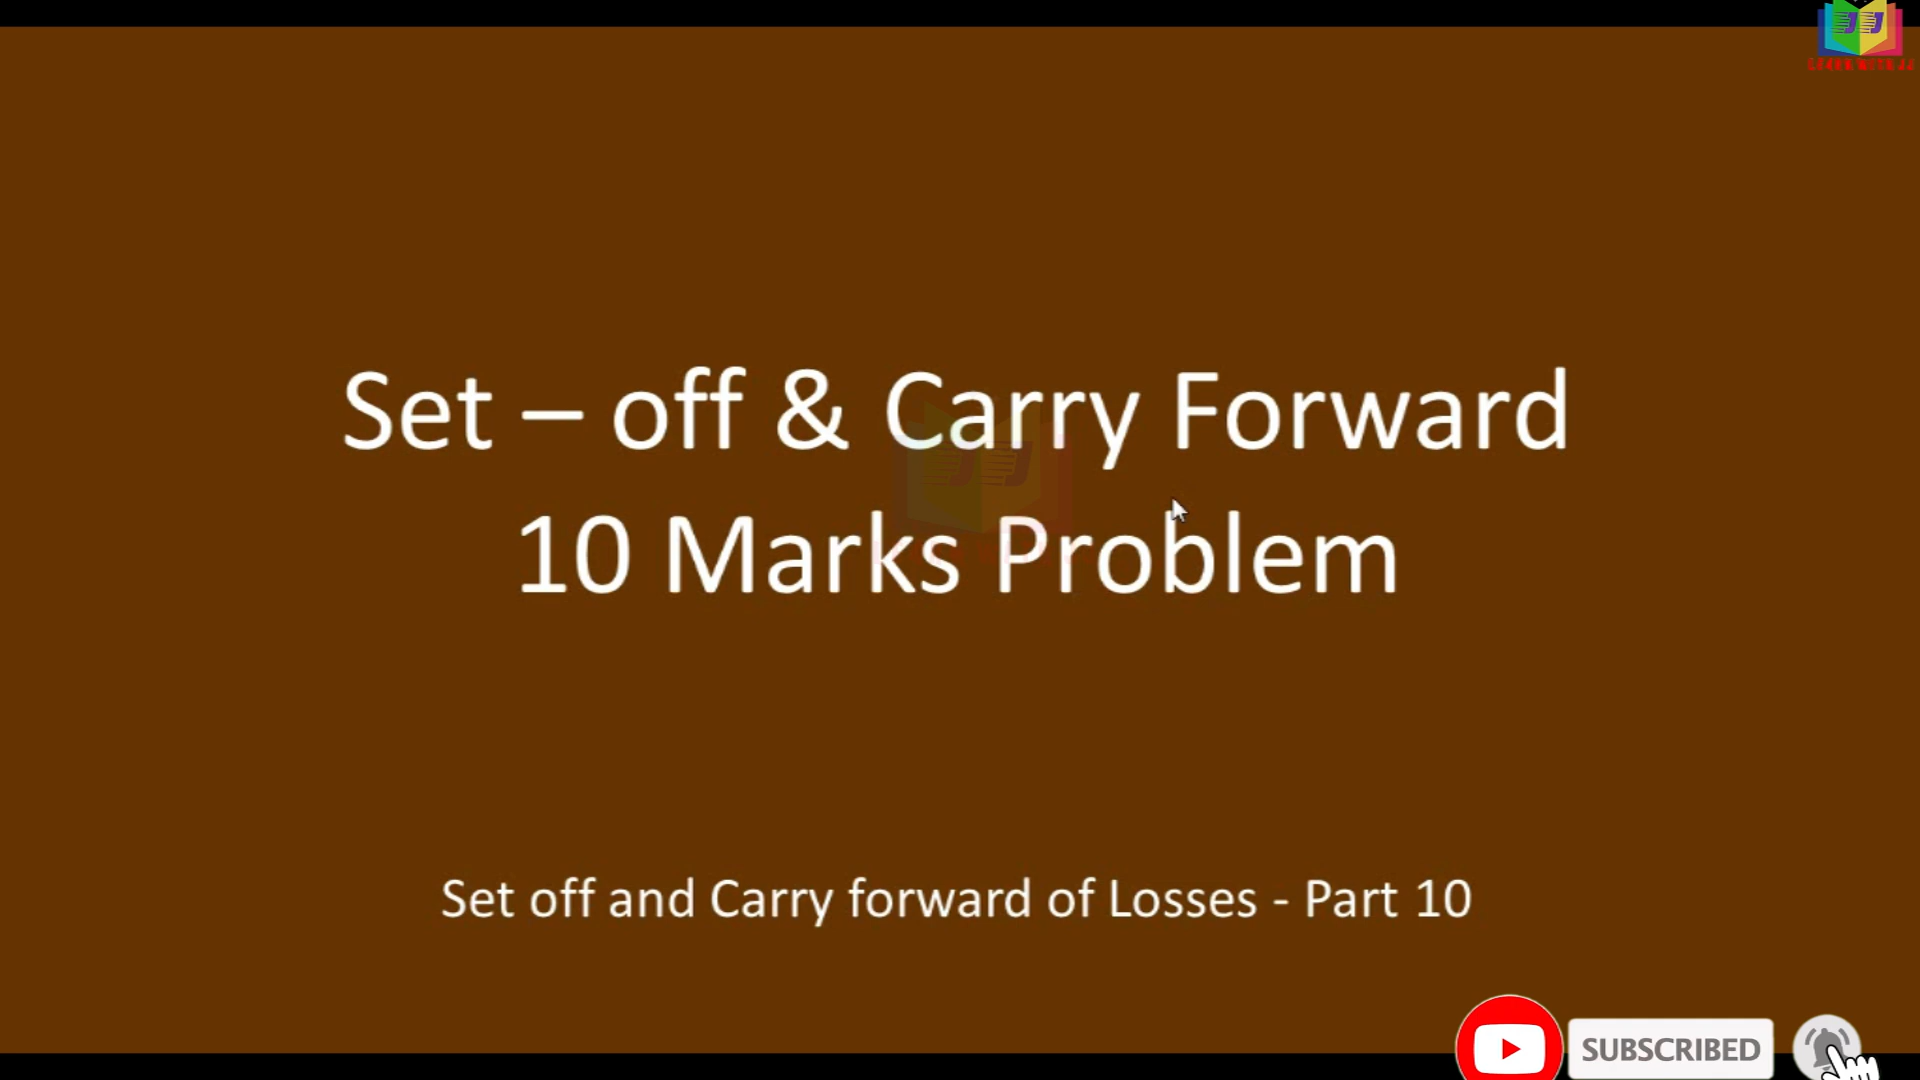 Set – off & Carry Forward
10 Marks Problem
Set off and Carry forward of Losses - Part 10
SUBSCRIBED